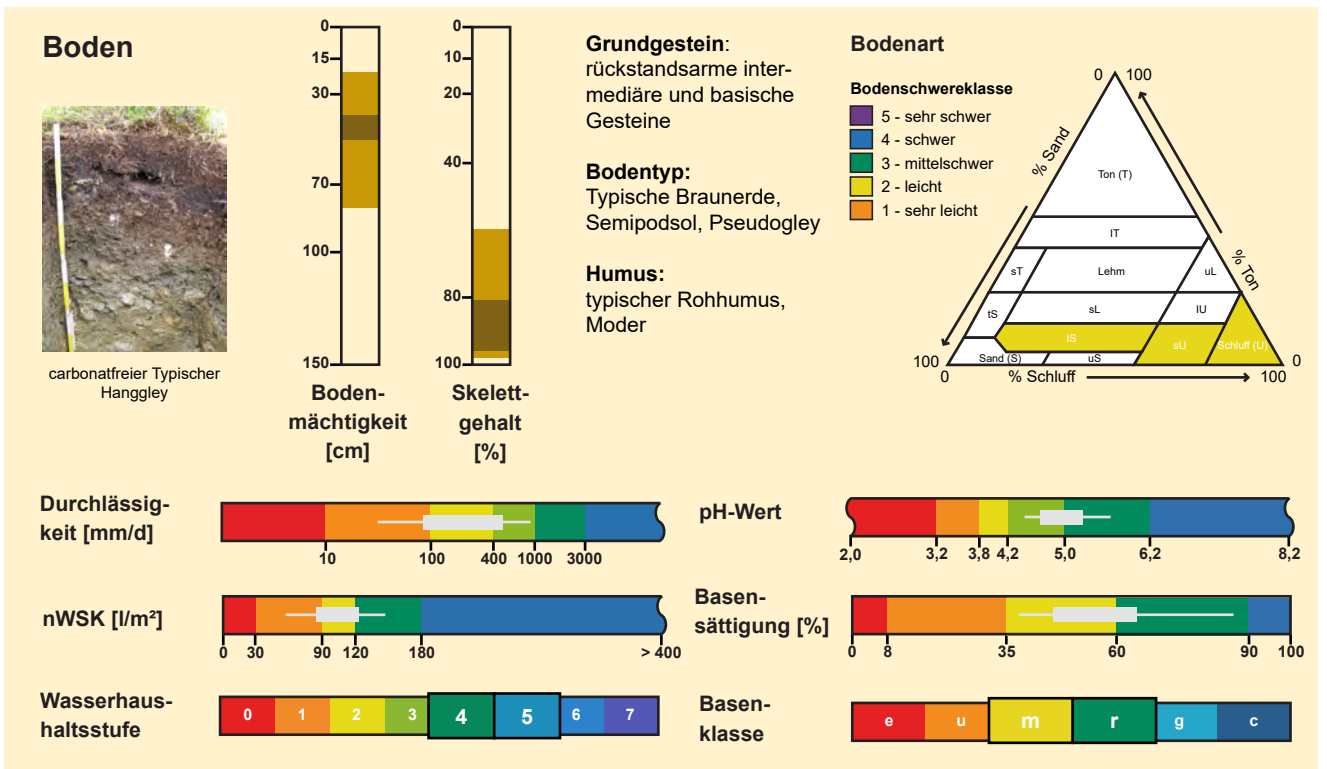 Boden
carbonatfreier Typischer
Hanggley
0
15
30
70
100
150
Boden-
mächtigkeit
[cm]
0
10
20
40
80
100
Skelett-
gehalt
[%]
Grundgestein:
rückstandsarme inter-
mediäre und basische
Gesteine
Bodentyp:
Typische Braunerde,
Semipodsol, Pseudogley
Humus:
typischer Rohhumus,
Moder
Bodenart
Bodenschwereklasse
5 - sehr schwer
4 - schwer
3 - mittelschwer
2 - leicht
1 - sehr leicht
0 100
% Sand
% Ton
Ton (T)
lT
sT Lehm uL
tS sL lU
lS sU Schluff (U)
Sand (S) uS
100 0
0 % Schluff 100
Durchlässig-
keit [mm/d]
10 100 400 1000 3000
nWSK [l/m²]
0 30 90 120 180 > 400
Wasserhaus-
haltsstufe
0 1 2 3 4 5 6 7
pH-Wert
2,0 3,2 3,8 4,2 5,0 6,2 8,2
Basen-
sättigung [%]
0 8 35 60 90 100
Basen-
klasse
e u m r g c